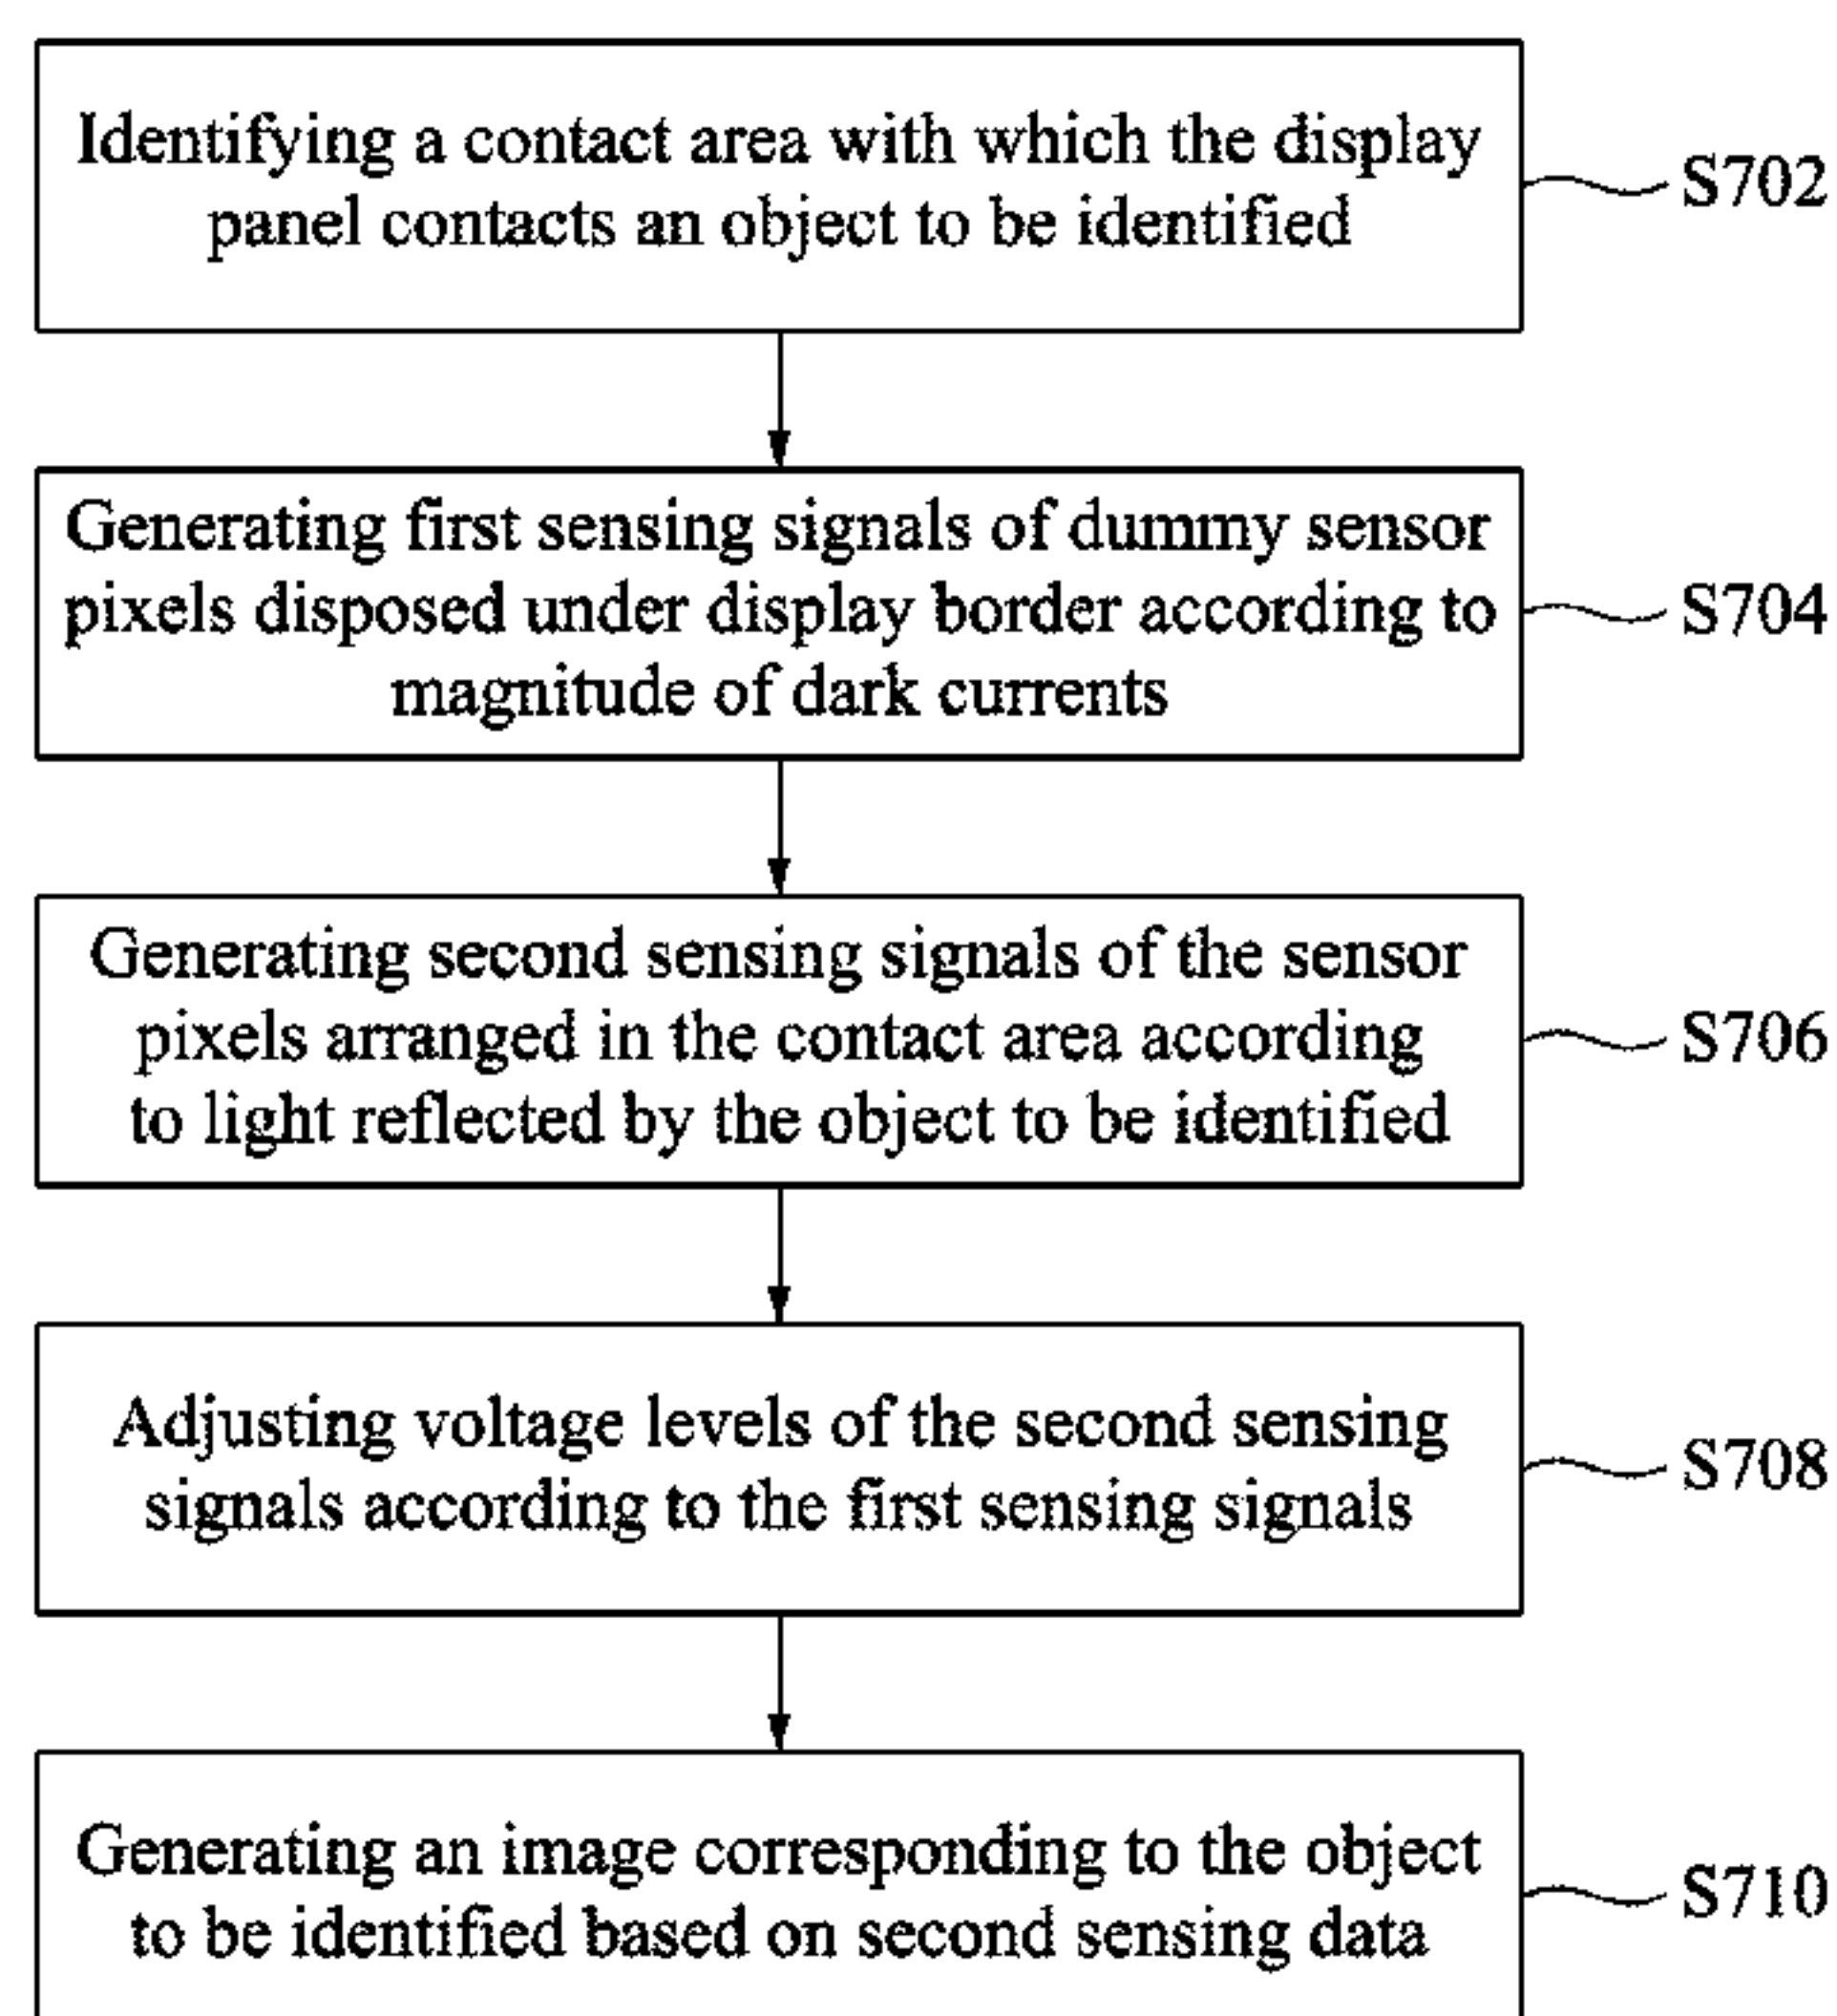 Identifying a contact area with which the display
panel contacts an object to be identified
S702
Generating first sensing signals of dummy sensor
pixels disposed under display border according to
magnitude of dark currents
S704
Generating second sensing signals of the sensor
pixels arranged in the contact area according
to light reflected by the object to be identified
S706
Adjusting voltage levels of the second sensing
signals according to the first sensing signals
S708
Generating an image corresponding to the object
to be identified based on second sensing data
S710